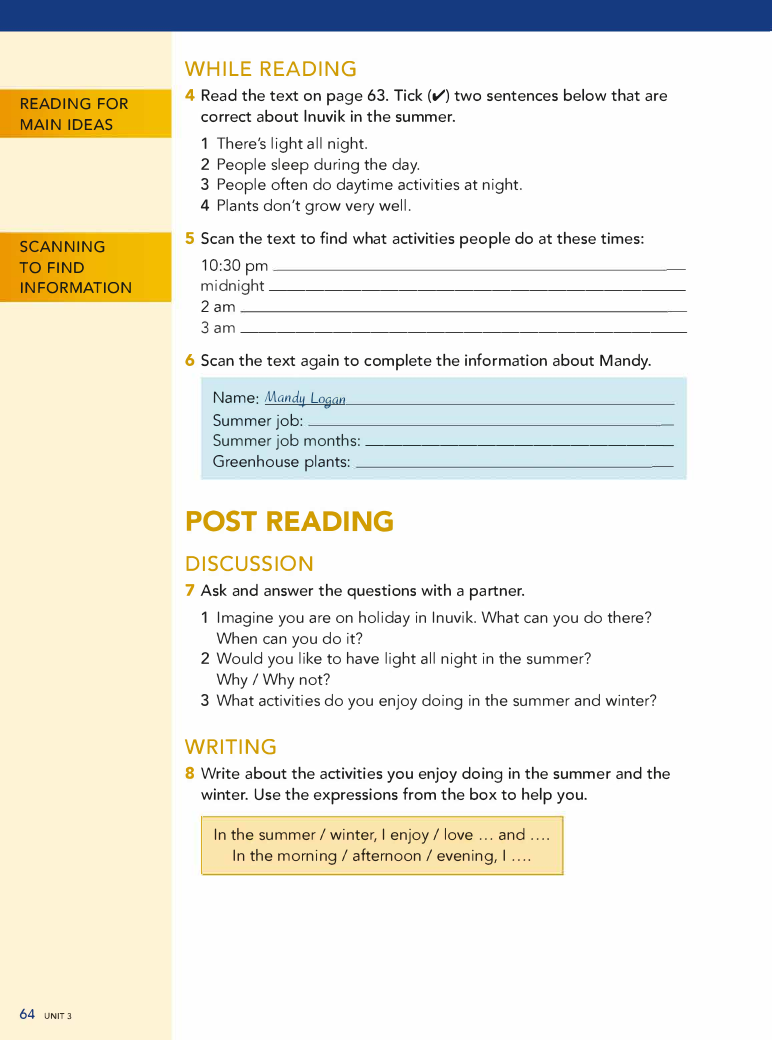 WHILE READING
READING FOR
MAIN IDEAS
4 Read the text on page 63. Tick (✔) two sentences below that are
correct about Inuvik in the summer.
1 There's light all night.
2 People sleep during the day.
3 People often do daytime activities at night.
4 Plants don't grow very well.
SCANNING
TO FIND
INFORMATION
5 Scan the text to find what activities people do at these times:
10:30 pm
midnight
2 am
3 am
6 Scan the text again to complete the information about Mandy.
Name: Mandy Logan
Summer job:
Summer job months:
Greenhouse plants:
POST READING
DISCUSSION
7 Ask and answer the questions with a partner.
1 Imagine you are on holiday in Inuvik. What can you do there?
When can you do it?
2 Would you like to have light all night in the summer?
Why / Why not?
3 What activities do you enjoy doing in the summer and winter?
WRITING
8 Write about the activities you enjoy doing in the summer and the
winter. Use the expressions from the box to help you.
In the summer / winter, I enjoy / love … and ….
In the morning / afternoon / evening, I ….
64 UNIT 3